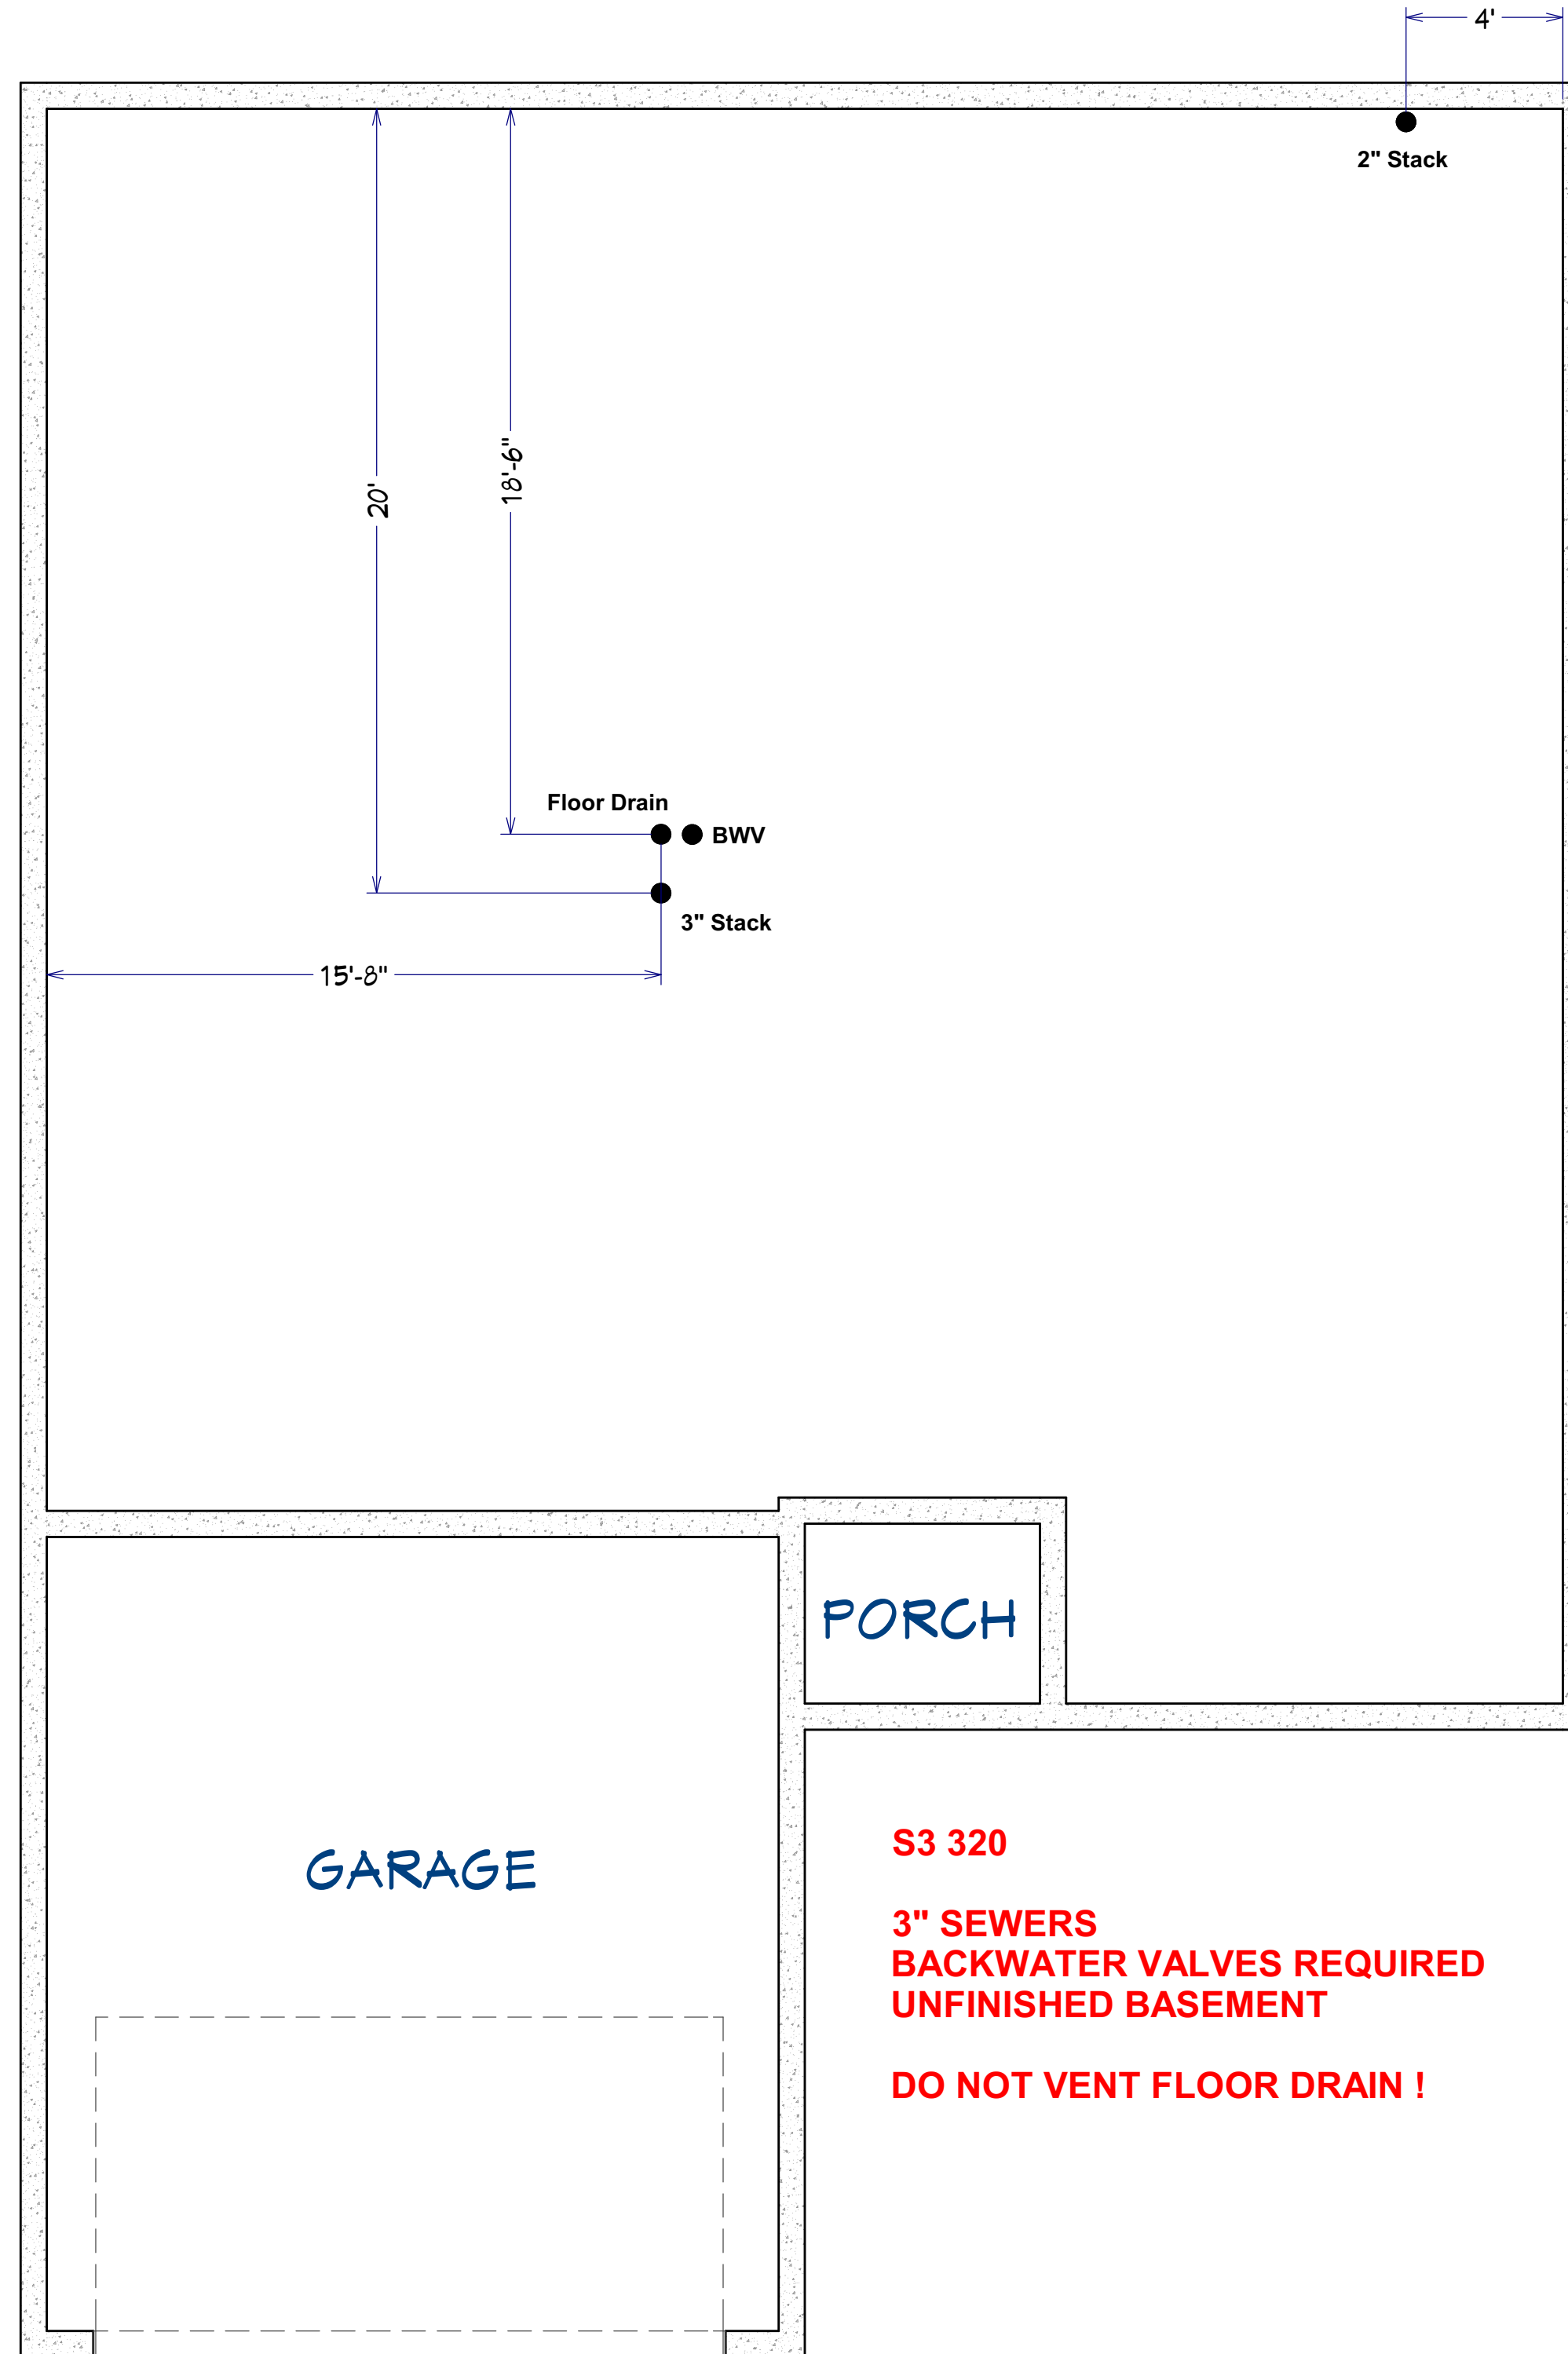 4'
2" Stack
20'
18'-6"
Floor Drain
BWV
3" Stack
15'-8"
PORCH
GARAGE
S3 320
3" SEWERS
BACKWATER VALVES REQUIRED
UNFINISHED BASEMENT
DO NOT VENT FLOOR DRAIN !